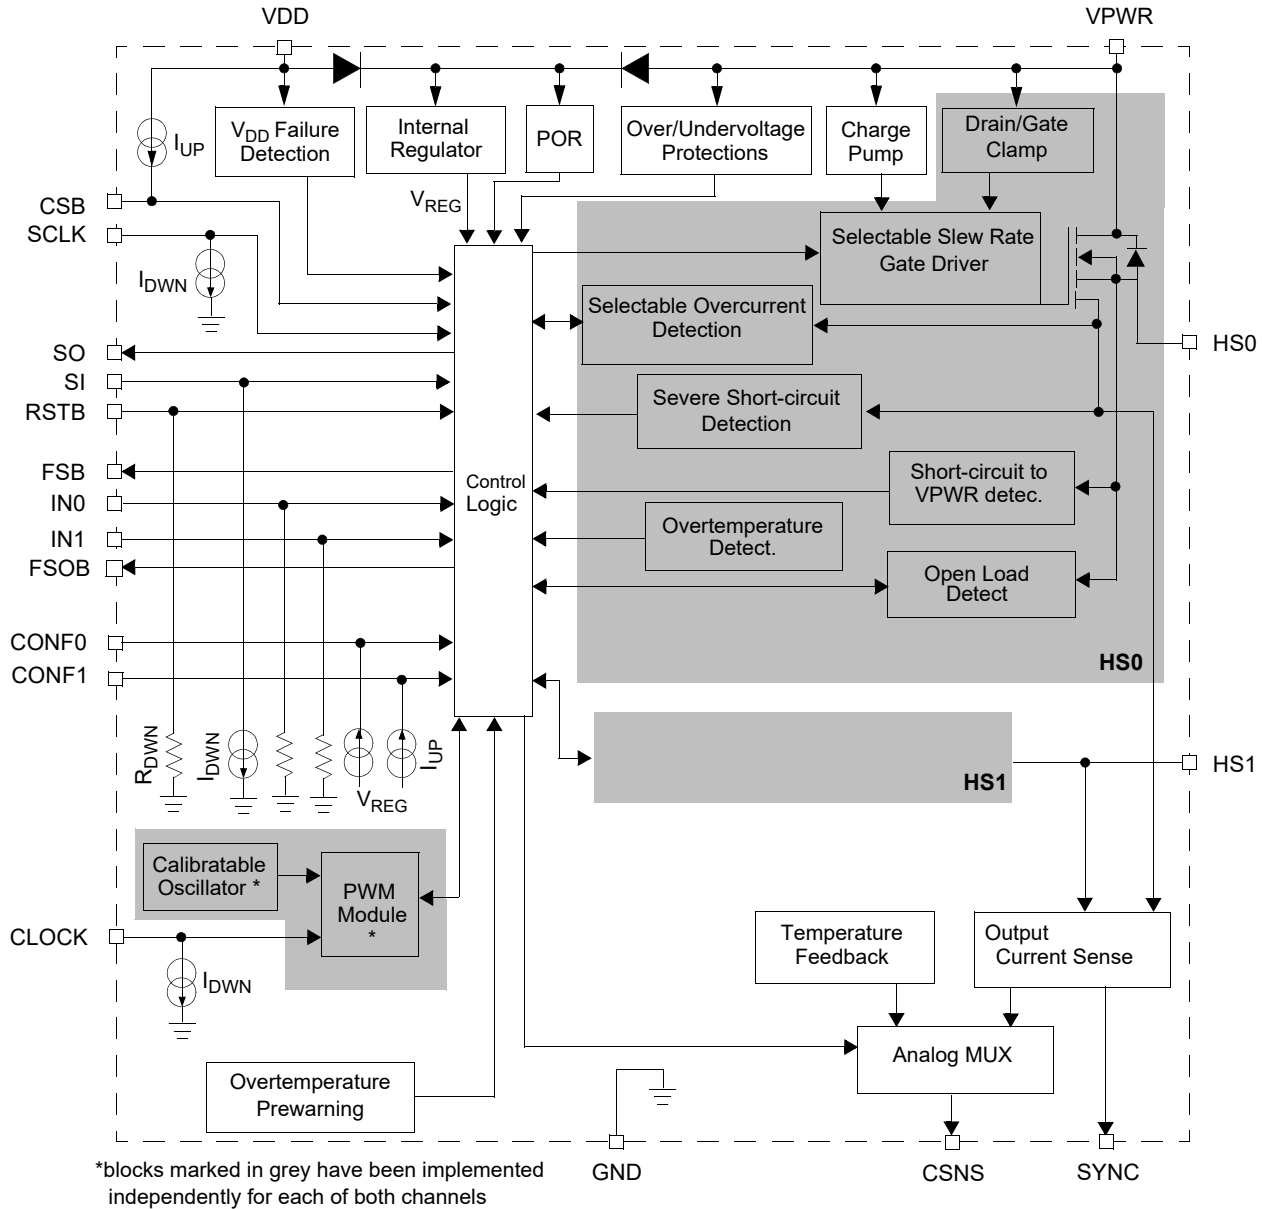 VDD
VPWR
IUP
VDD Failure
Detection
Internal
Regulator
POR
Over/Undervoltage
Protections
Charge
Pump
Drain/Gate
Clamp
VREG
CSB
SCLK
IDWN
Selectable Slew Rate
Gate Driver
Selectable Overcurrent
Detection
HS0
SO
SI
RSTB
Severe Short-circuit
Detection
FSB
IN0
IN1
FSOB
Control
Logic
Short-circuit to
VPWR detec.
Overtemperature
Detect.
Open Load
Detect
CONF0
CONF1
HS0
RDWN
IDWN
IUP
VREG
HS1
HS1
Calibratable
Oscillator *
PWM
Module
*
CLOCK
IDWN
Temperature
Feedback
Output
Current Sense
Analog MUX
Overtemperature
Prewarning
GND
CSNS
SYNC
*blocks marked in grey have been implemented
independently for each of both channels